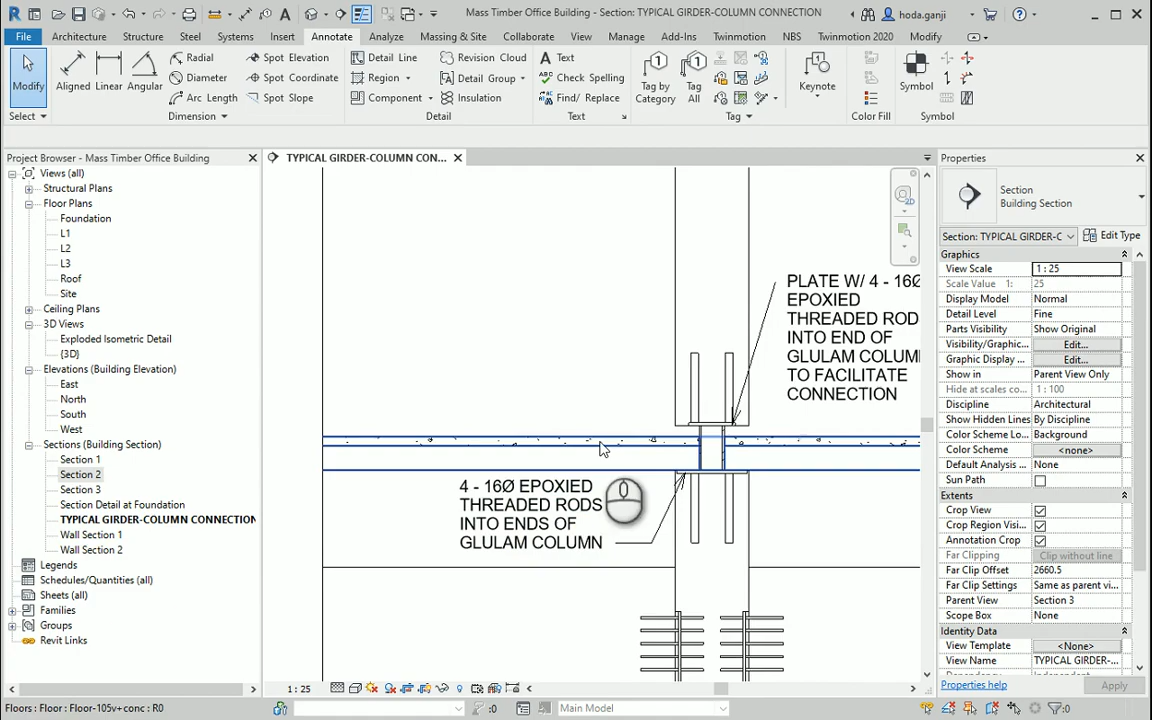 Mass Timber Office Building - Section: TYPICAL GIRDER-COLUMN CONNECTION
hoda.ganji
File
Architecture
Structure
Steel
Systems
Insert
Annotate
Analyze
Massing & Site
Collaborate
View
Manage
Add-Ins
Twinmotion
NBS
Twinmotion 2020
Modify
Modify
Select
Aligned
Linear
Angular
Radial
Diameter
Arc Length
Spot Elevation
Spot Coordinate
Spot Slope
Dimension
Detail Line
Region
Component
Revision Cloud
Detail Group
Insulation
Detail
Text
Check Spelling
Find/ Replace
Text
Tag by
Category
Tag
All
Tag
Keynote
Color Fill
Symbol
Symbol
Project Browser - Mass Timber Office Building
Views (all)
Structural Plans
Floor Plans
Foundation
L1
L2
L3
Roof
Site
Ceiling Plans
3D Views
Exploded Isometric Detail
{3D}
Elevations (Building Elevation)
East
North
South
West
Sections (Building Section)
Section 1
Section 2
Section 3
Section Detail at Foundation
TYPICAL GIRDER-COLUMN CONNECTION
Wall Section 1
Wall Section 2
Legends
Schedules/Quantities (all)
Sheets (all)
Families
Groups
Revit Links
TYPICAL GIRDER-COLUMN CON...
2D
PLATE W/ 4 - 16Ø
EPOXIED
THREADED ROD
INTO END OF
GLULAM COLUM
TO FACILITATE
CONNECTION
4 - 16Ø EPOXIED
THREADED RODS
INTO ENDS OF
GLULAM COLUMN
Properties
Section
Building Section
Section: TYPICAL GIRDER-C
Edit Type
Graphics
View Scale 1 : 25
Scale Value 1: 25
Display Model Normal
Detail Level Fine
Parts Visibility Show Original
Visibility/Graphic... Edit...
Graphic Display ... Edit...
Show in Parent View Only
Hide at scales co... 1 : 100
Discipline Architectural
Show Hidden Lines By Discipline
Color Scheme Lo... Background
Color Scheme <none>
Default Analysis ... None
Sun Path
Extents
Crop View
Crop Region Visi...
Annotation Crop
Far Clipping Clip without line
Far Clip Offset 2660.5
Far Clip Settings Same as parent vi...
Parent View Section 3
Scope Box None
Identity Data
View Template <None>
View Name TYPICAL GIRDER-...
Properties help
Apply
1 : 25
Floors : Floor : Floor-105v+conc : R0
:0
Main Model
:0